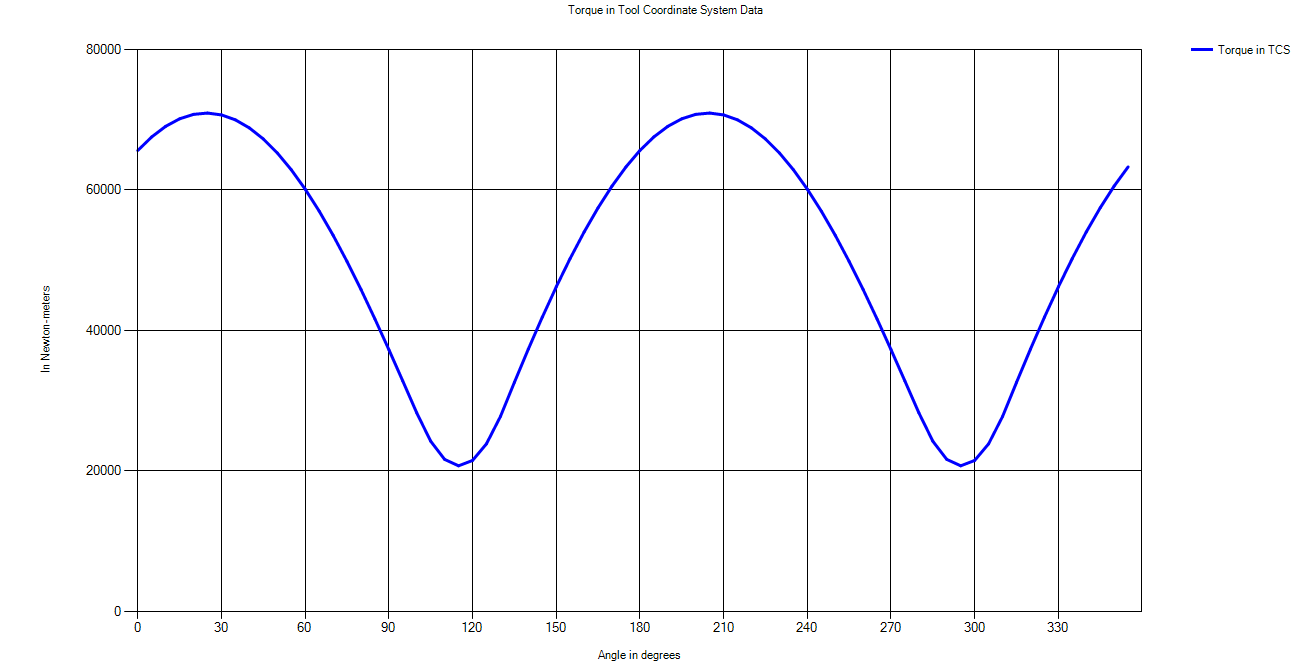 Torque in Tool Coordinate System Data
Torque in TCS
80000
60000
40000
20000
0
In Newton-meters
0 30 60 90 120 150 180 210 240 270 300 330
Angle in degrees